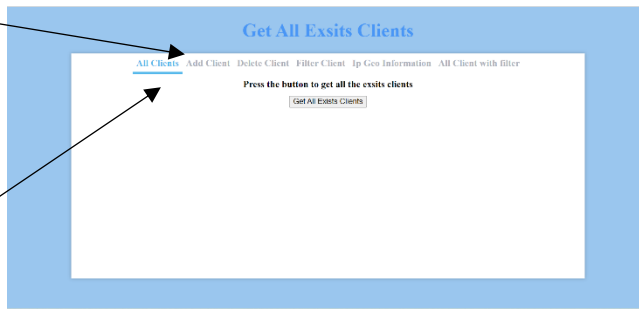 Get All Exsits Clients
All Clients Add Client Delete Client Filter Client Ip Geo Information All Client with filter
Press the button to get all the exsits clients
Get All Exists Clients